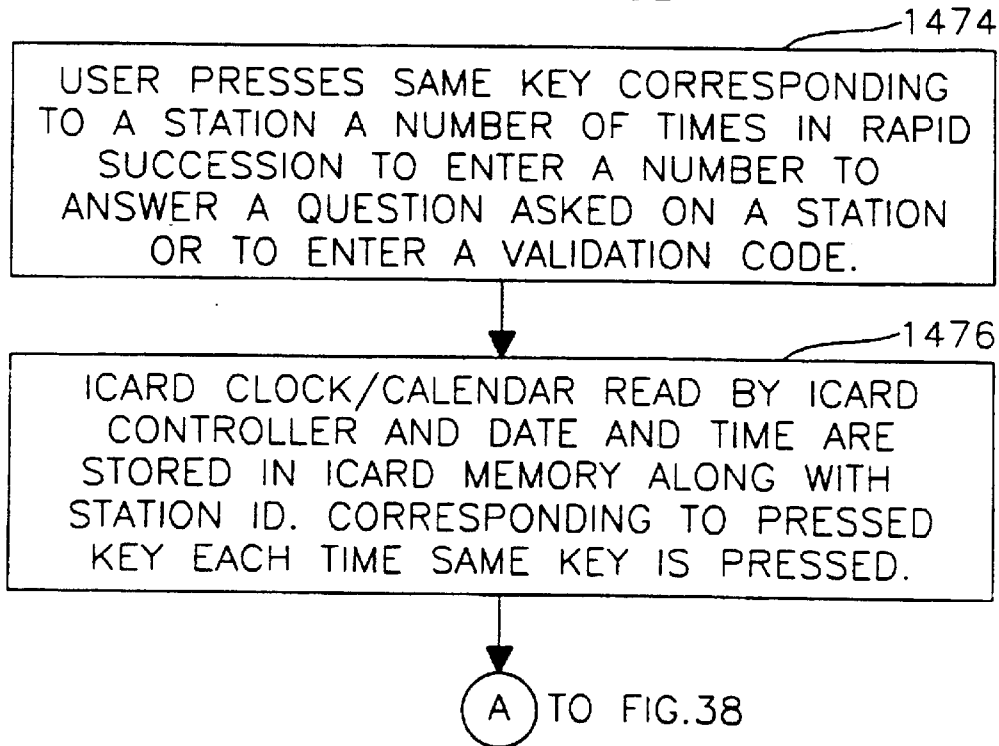 1474
USER PRESSES SAME KEY CORRESPONDING
TO A STATION A NUMBER OF TIMES IN RAPID
SUCCESSION TO ENTER A NUMBER TO
ANSWER A QUESTION ASKED ON A STATION
OR TO ENTER A VALIDATION CODE.
1476
ICARD CLOCK/CALENDAR READ BY ICARD
CONTROLLER AND DATE AND TIME ARE
STORED IN ICARD MEMORY ALONG WITH
STATION ID. CORRESPONDING TO PRESSED
KEY EACH TIME SAME KEY IS PRESSED.
A TO FIG.38